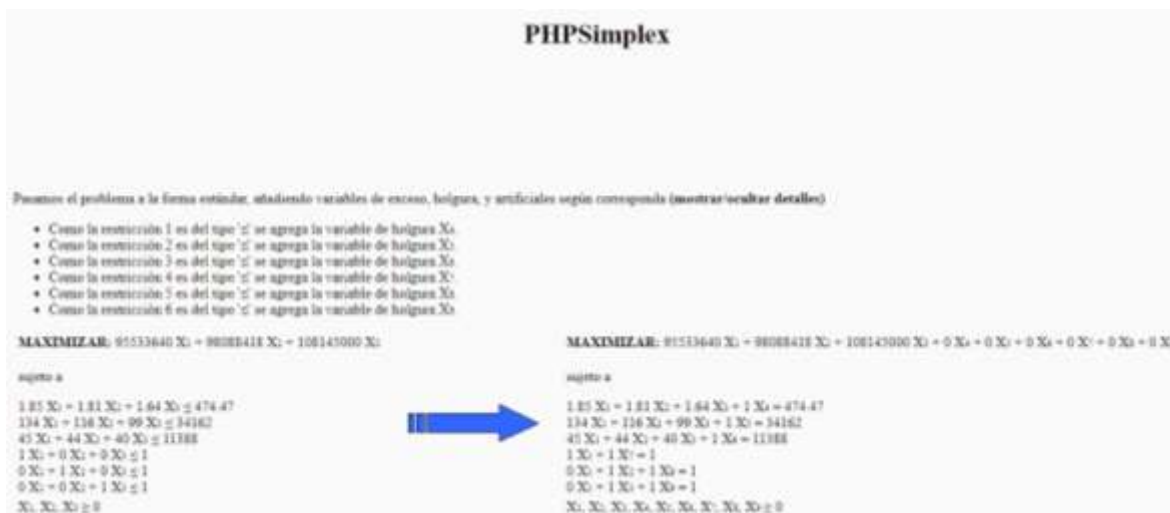 PHPSimplex
Pasamos el problema a la forma estándar, añadiendo variables de exceso, holgura, y artificiales según corresponda (mostrar/ocultar detalles)
• Como la restricción 1 es del tipo '≤' se agrega la variable de holgura X4.
• Como la restricción 2 es del tipo '≤' se agrega la variable de holgura X5.
• Como la restricción 3 es del tipo '≤' se agrega la variable de holgura X6.
• Como la restricción 4 es del tipo '≤' se agrega la variable de holgura X7.
• Como la restricción 5 es del tipo '≤' se agrega la variable de holgura X8.
• Como la restricción 6 es del tipo '≤' se agrega la variable de holgura X9.
MAXIMIZAR: 95533640 X1 + 98088418 X2 + 108145000 X3
sujeto a
1.85 X1 + 1.81 X2 + 1.64 X3 ≤ 474.47
134 X1 + 116 X2 + 99 X3 ≤ 34162
45 X1 + 44 X2 + 40 X3 ≤ 11388
1 X1 + 0 X2 + 0 X3 ≤ 1
0 X1 + 1 X2 + 0 X3 ≤ 1
0 X1 + 0 X2 + 1 X3 ≤ 1
X1, X2, X3 ≥ 0
MAXIMIZAR: 95533640 X1 + 98088418 X2 + 108145000 X3 + 0 X4 + 0 X5 + 0 X6 + 0 X7 + 0 X8 + 0 X
sujeto a
1.85 X1 + 1.81 X2 + 1.64 X3 + 1 X4 = 474.47
134 X1 + 116 X2 + 99 X3 + 1 X5 = 34162
45 X1 + 44 X2 + 40 X3 + 1 X6 = 11388
1 X1 + 1 X7 = 1
0 X1 + 1 X2 + 1 X8 = 1
0 X1 + 1 X3 + 1 X9 = 1
X1, X2, X3, X4, X5, X6, X7, X8, X9 ≥ 0